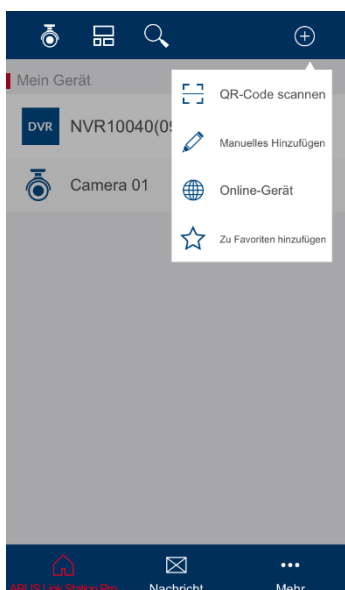 Mein Gerät
QR-Code scannen
DVR
NVR10040(09
Manuelles Hinzufügen
Camera 01
Online-Gerät
Zu Favoriten hinzufügen
ABUS Link Station Pro
Nachricht
Mehr